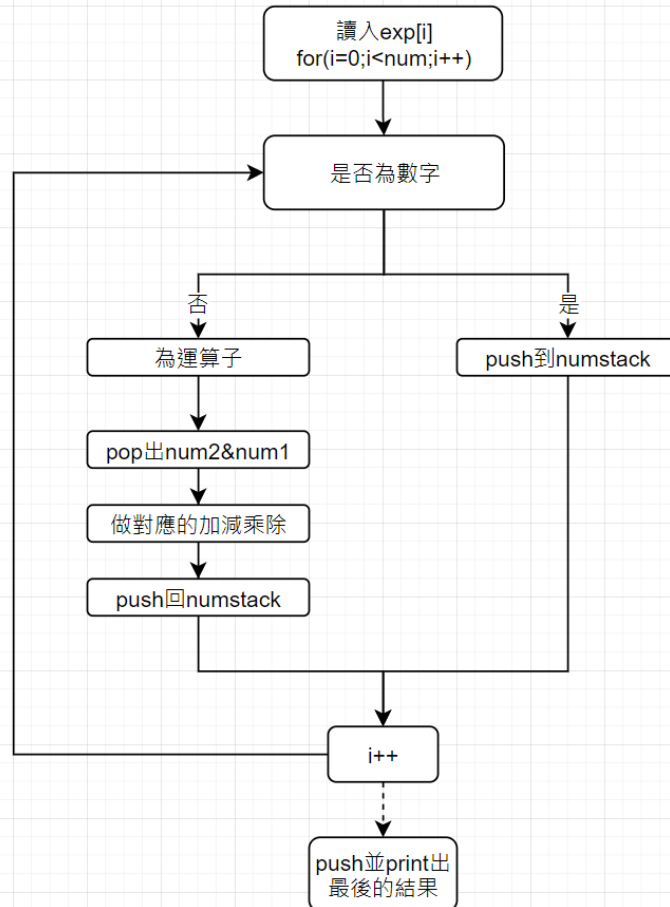 讀入exp[i]
for(i=0;i<num;i++)
是否為數字
否
是
為運算子
push到numstack
pop出num2&num1
做對應的加減乘除
push回numstack
i++
push並print出
最後的結果